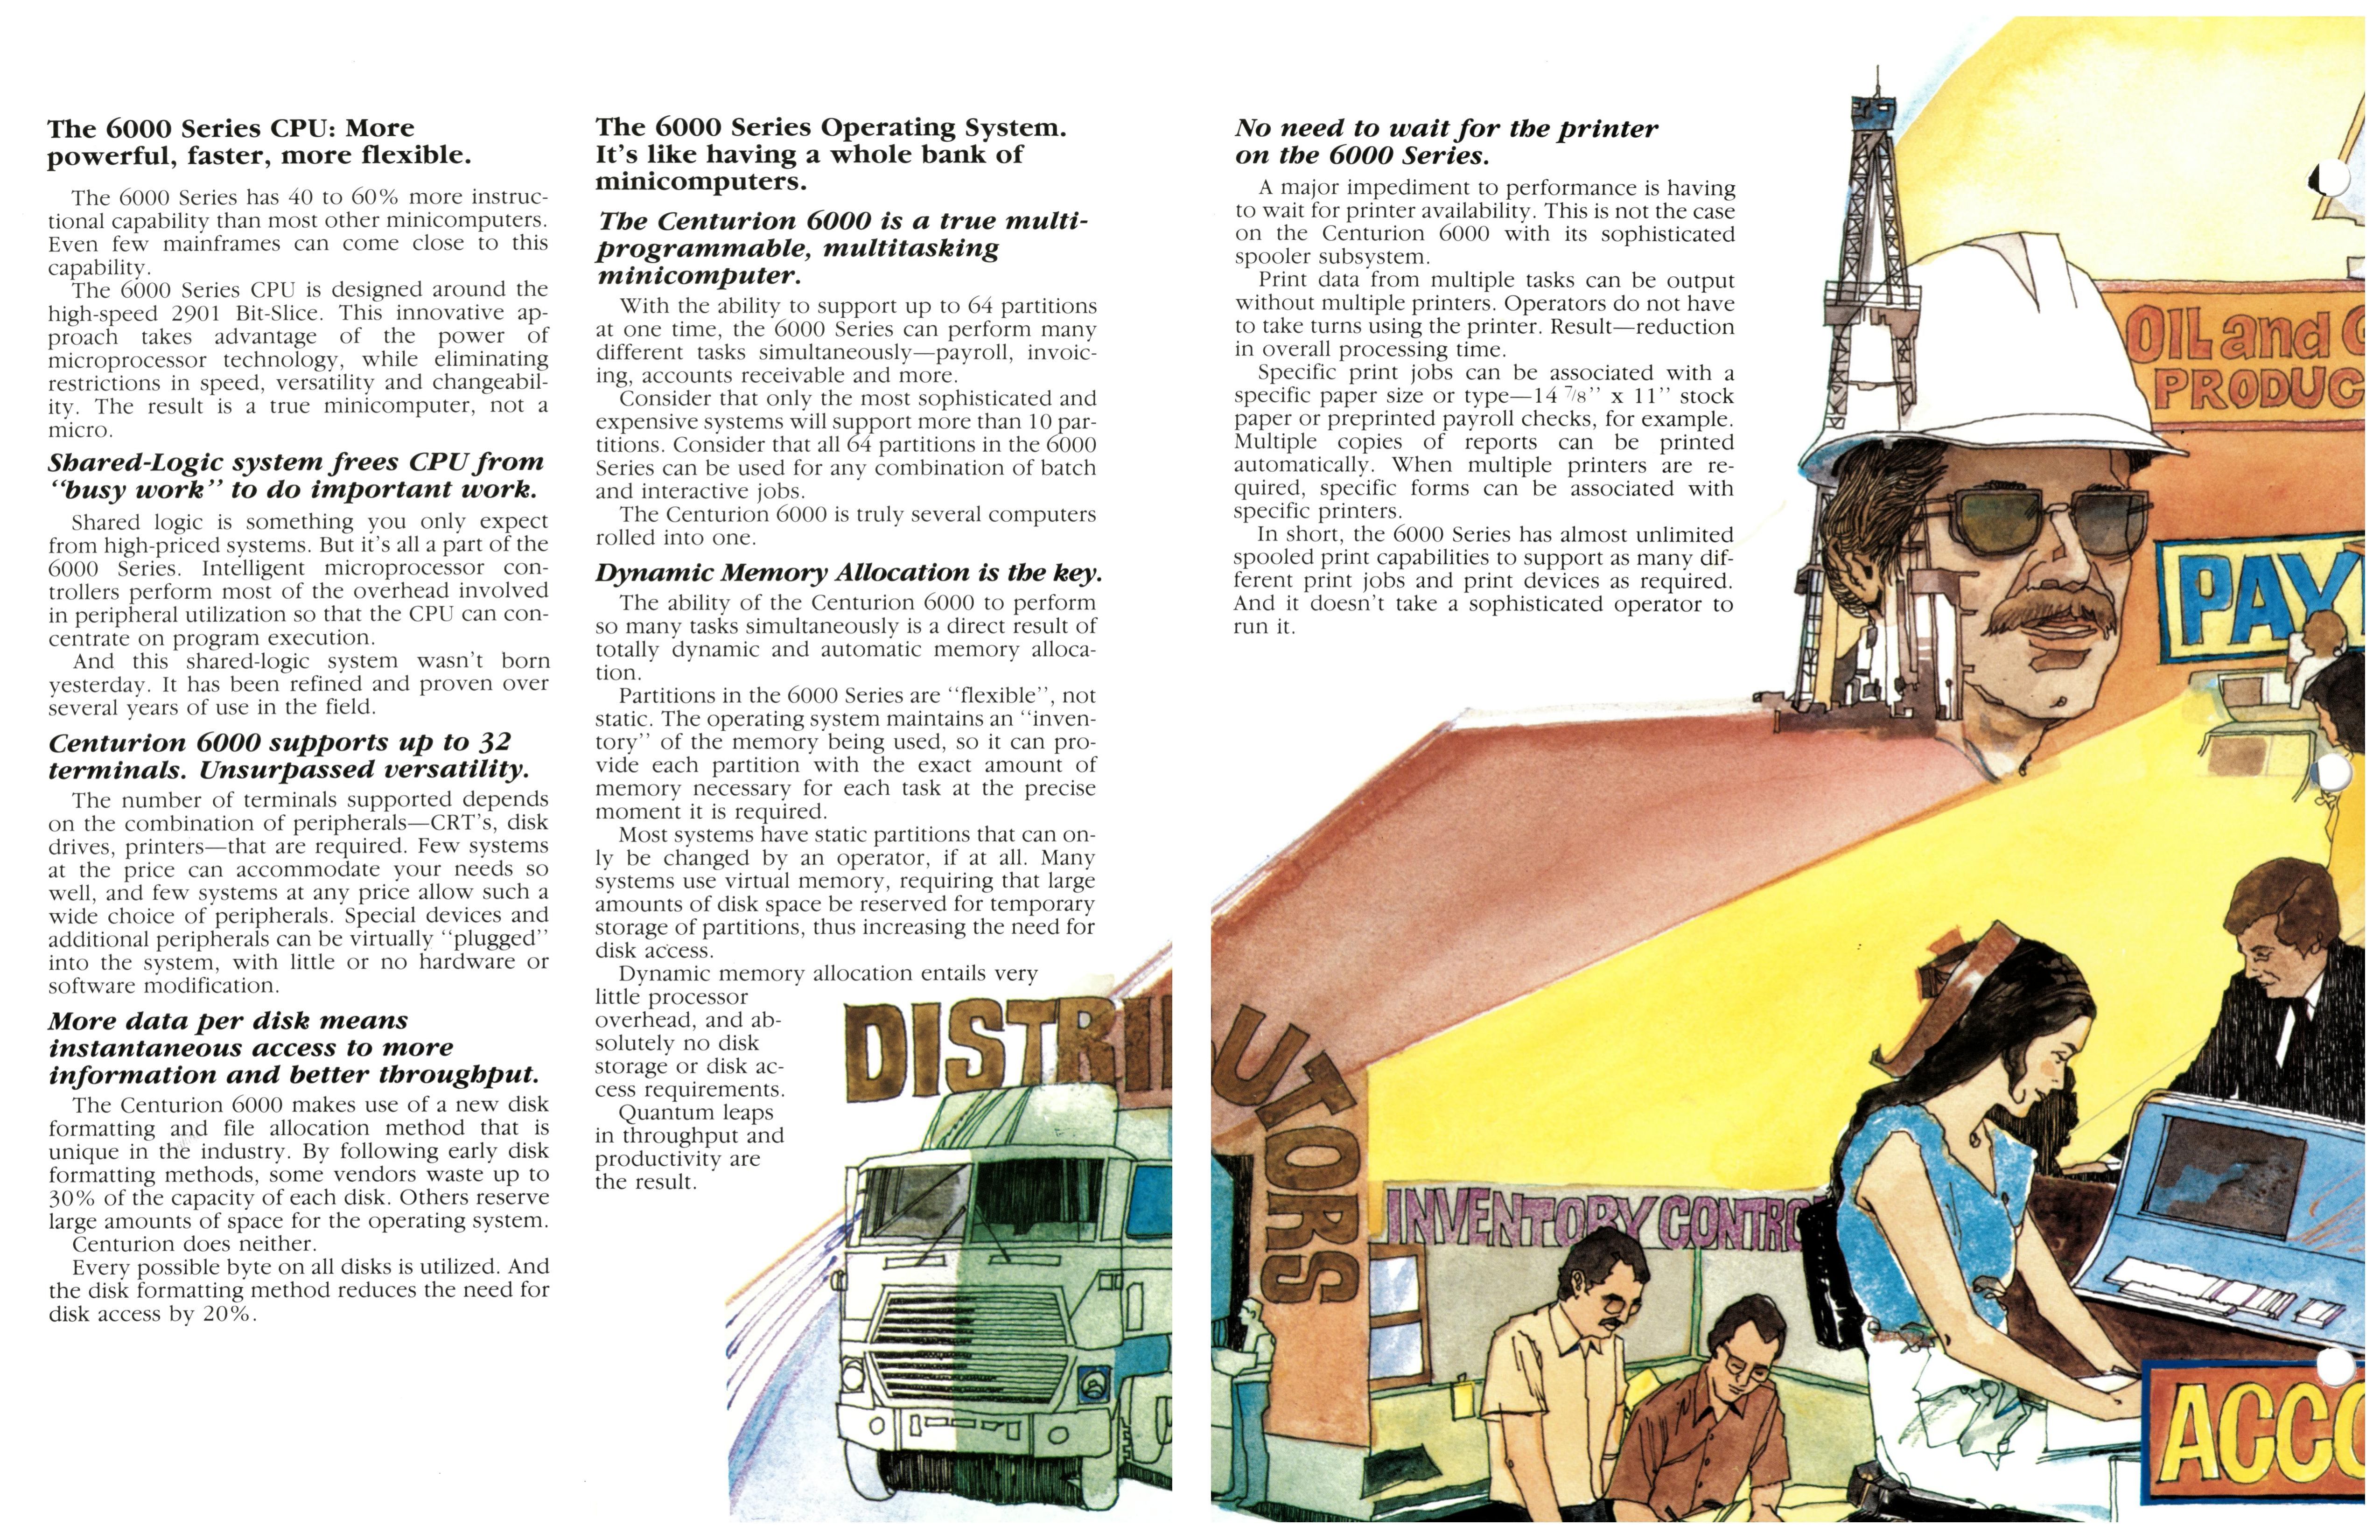 The 6000 Series CPU: More
powerful, faster, more flexible.
The 6000 Series has 40 to 60% more instruc-
tional capability than most other minicomputers.
Even few mainframes can come close to this
capability.
The 6000 Series CPU is designed around the
high-speed 2901 Bit-Slice. This innovative ap-
proach takes advantage of the power of
microprocessor technology, while eliminating
restrictions in speed, versatility and changeabil-
ity. The result is a true minicomputer, not a
micro.
Shared-Logic system frees CPU from
“busy work” to do important work.
Shared logic is something you only expect
from high-priced systems. But it's all a part of the
6000 Series. Intelligent microprocessor con-
trollers perform most of the overhead involved
in peripheral utilization so that the CPU can con-
centrate on program execution.
And this shared-logic system wasn't born
yesterday. It has been refined and proven over
several years of use in the field.
Centurion 6000 supports up to 32
terminals. Unsurpassed versatility.
The number of terminals supported depends
on the combination of peripherals—CRT's, disk
drives, printers—that are required. Few systems
at the price can accommodate your needs so
well, and few systems at any price allow such a
wide choice of peripherals. Special devices and
additional peripherals can be virtually “plugged”
into the system, with little or no hardware or
software modification.
More data per disk means
instantaneous access to more
information and better throughput.
The Centurion 6000 makes use of a new disk
formatting and file allocation method that is
unique in the industry. By following early disk
formatting methods, some vendors waste up to
30% of the capacity of each disk. Others reserve
large amounts of space for the operating system.
Centurion does neither.
Every possible byte on all disks is utilized. And
the disk formatting method reduces the need for
disk access by 20%.
The 6000 Series Operating System.
It's like having a whole bank of
minicomputers.
The Centurion 6000 is a true multi-
programmable, multitasking
minicomputer.
With the ability to support up to 64 partitions
at one time, the 6000 Series can perform many
different tasks simultaneously—payroll, invoic-
ing, accounts receivable and more.
Consider that only the most sophisticated and
expensive systems will support more than 10 par-
titions. Consider that all 64 partitions in the 6000
Series can be used for any combination of batch
and interactive jobs.
The Centurion 6000 is truly several computers
rolled into one.
Dynamic Memory Allocation is the key.
The ability of the Centurion 6000 to perform
so many tasks simultaneously is a direct result of
totally dynamic and automatic memory alloca-
tion.
Partitions in the 6000 Series are “flexible”, not
static. The operating system maintains an “inven-
tory” of the memory being used, so it can pro-
vide each partition with the exact amount of
memory necessary for each task at the precise
moment it is required.
Most systems have static partitions that can on-
ly be changed by an operator, if at all. Many
systems use virtual memory, requiring that large
amounts of disk space be reserved for temporary
storage of partitions, thus increasing the need for
disk access.
Dynamic memory allocation entails very
little processor
overhead, and ab-
solutely no disk
storage or disk ac-
cess requirements.
Quantum leaps
in throughput and
productivity are
the result.
DISTRI
No need to wait for the printer
on the 6000 Series.
A major impediment to performance is having
to wait for printer availability. This is not the case
on the Centurion 6000 with its sophisticated
spooler subsystem.
Print data from multiple tasks can be output
without multiple printers. Operators do not have
to take turns using the printer. Result—reduction
in overall processing time.
Specific print jobs can be associated with a
specific paper size or type—14 7/8” x 11” stock
paper or preprinted payroll checks, for example.
Multiple copies of reports can be printed
automatically. When multiple printers are re-
quired, specific forms can be associated with
specific printers.
In short, the 6000 Series has almost unlimited
spooled print capabilities to support as many dif-
ferent print jobs and print devices as required.
And it doesn't take a sophisticated operator to
run it.
OIL and G
PRODUC
PAY
UTORS
INVENTORY CONTRO
ACCO